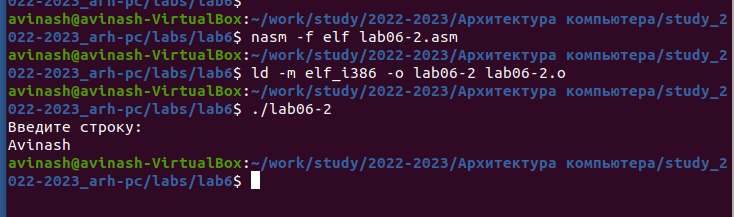 022-2023_arh-pc/labs/lab6$
avinash@avinash-VirtualBox:~/work/study/2022-2023/Архитектура компьютера/study_2
022-2023_arh-pc/labs/lab6$ nasm -f elf lab06-2.asm
avinash@avinash-VirtualBox:~/work/study/2022-2023/Архитектура компьютера/study_2
022-2023_arh-pc/labs/lab6$ ld -m elf_i386 -o lab06-2 lab06-2.o
avinash@avinash-VirtualBox:~/work/study/2022-2023/Архитектура компьютера/study_2
022-2023_arh-pc/labs/lab6$ ./lab06-2
Введите строку:
Avinash
avinash@avinash-VirtualBox:~/work/study/2022-2023/Архитектура компьютера/study_2
022-2023_arh-pc/labs/lab6$